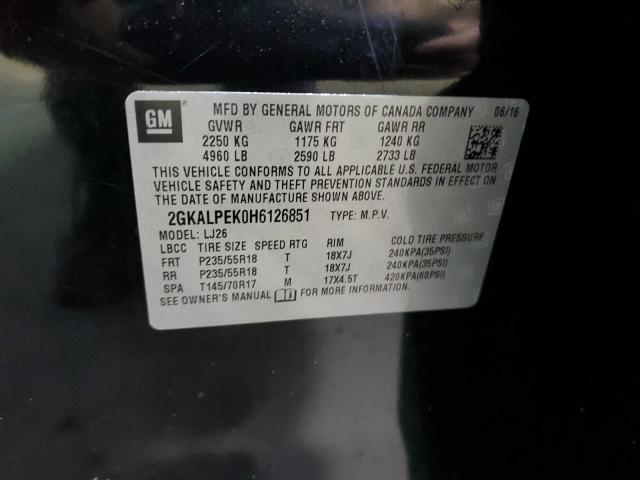 GM
MFD BY GENERAL MOTORS OF CANADA COMPANY 06/16
GVWR GAWR FRT GAWR RR
2250 KG 1175 KG 1240 KG
4960 LB 2590 LB 2733 LB
THIS VEHICLE CONFORMS TO ALL APPLICABLE U.S. FEDERAL MOTOR
VEHICLE SAFETY AND THEFT PREVENTION STANDARDS IN EFFECT ON
THE DATE OF MANUFACTURE SHOWN ABOVE.
2GKALPEK0H6126851 TYPE: M.P.V.
MODEL: LJ26
LBCC TIRE SIZE SPEED RTG RIM COLD TIRE PRESSURE
FRT P235/55R18 T 18X7J 240KPA(35PSI)
RR P235/55R18 T 18X7J 240KPA(35PSI)
SPA T145/70R17 M 17X4.5T 420KPA(60PSI)
SEE OWNER'S MANUAL FOR MORE INFORMATION.